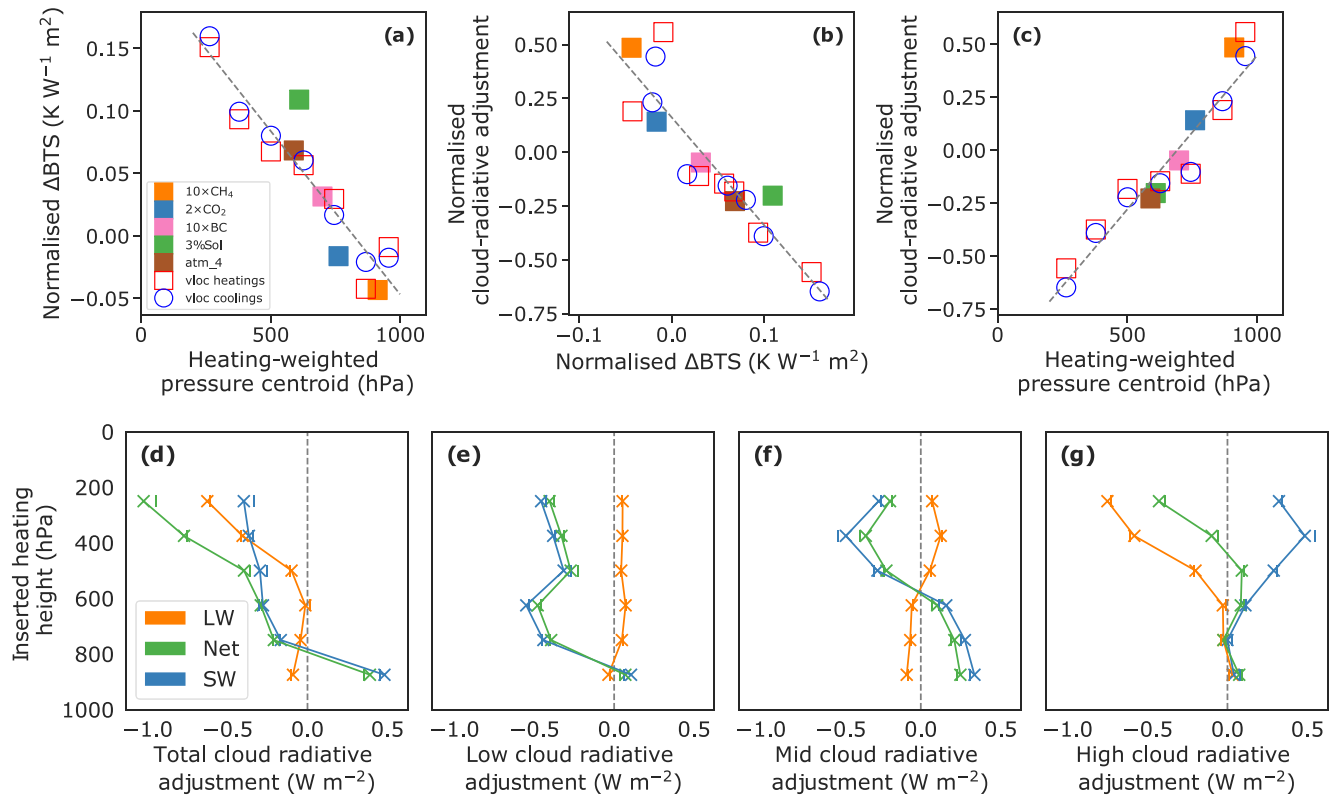 (a)
0.15
0.10
0.05
0.00
−0.05
Normalised ΔBTS (K W⁻¹ m²)
10×CH₄
2×CO₂
10×BC
3%Sol
atm_4
vloc heatings
vloc coolings
0
500
1000
Heating-weighted
pressure centroid (hPa)
(b)
0.50
0.25
0.00
−0.25
−0.50
−0.75
Normalised
cloud-radiative adjustment
−0.1
0.0
0.1
Normalised ΔBTS (K W⁻¹ m²)
(c)
0.50
0.25
0.00
−0.25
−0.50
−0.75
Normalised
cloud-radiative adjustment
0
500
1000
Heating-weighted
pressure centroid (hPa)
(d)
0
200
400
600
800
1000
Inserted heating
height (hPa)
LW
Net
SW
−1.0
−0.5
0.0
0.5
Total cloud radiative
adjustment (W m⁻²)
(e)
−1.0
−0.5
0.0
0.5
Low cloud radiative
adjustment (W m⁻²)
(f)
−1.0
−0.5
0.0
0.5
Mid cloud radiative
adjustment (W m⁻²)
(g)
−1.0
−0.5
0.0
0.5
High cloud radiative
adjustment (W m⁻²)